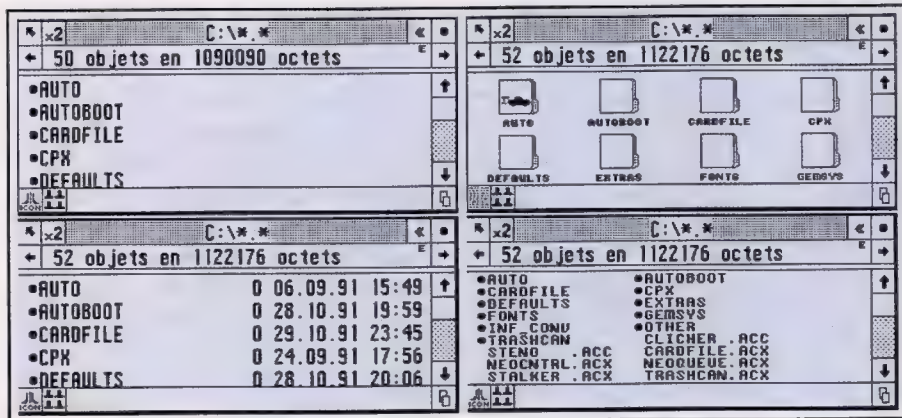 x2 C:\*.*
50 objets en 1090090 octets E
AUTO
AUTOBOOT
CARDFILE
CPX
DEFAULTS
ICON
x2 C:\*.*
52 objets en 1122176 octets E
AUTO AUTOBOOT CARDFILE CPX
DEFAULTS EXTRAS FONTS GEMSYS
x2 C:\*.*
52 objets en 1122176 octets E
AUTO 0 06.09.91 15:49
AUTOBOOT 0 28.10.91 19:59
CARDFILE 0 29.10.91 23:45
CPX 0 24.09.91 17:56
DEFAULTS 0 28.10.91 20:06
ICON
x2 C:\*.*
52 objets en 1122176 octets E
AUTO AUTOBOOT
CARDFILE CPX
DEFAULTS EXTRAS
FONTS GEMSYS
INF_CONV OTHER
TRASHCAN CLICHER .ACC
STENO .ACC CARDFILE.ACX
NEOCNTRL.ACX NEOQUEUE.ACX
STALKER .ACX TRASHCAN.ACX
ICON